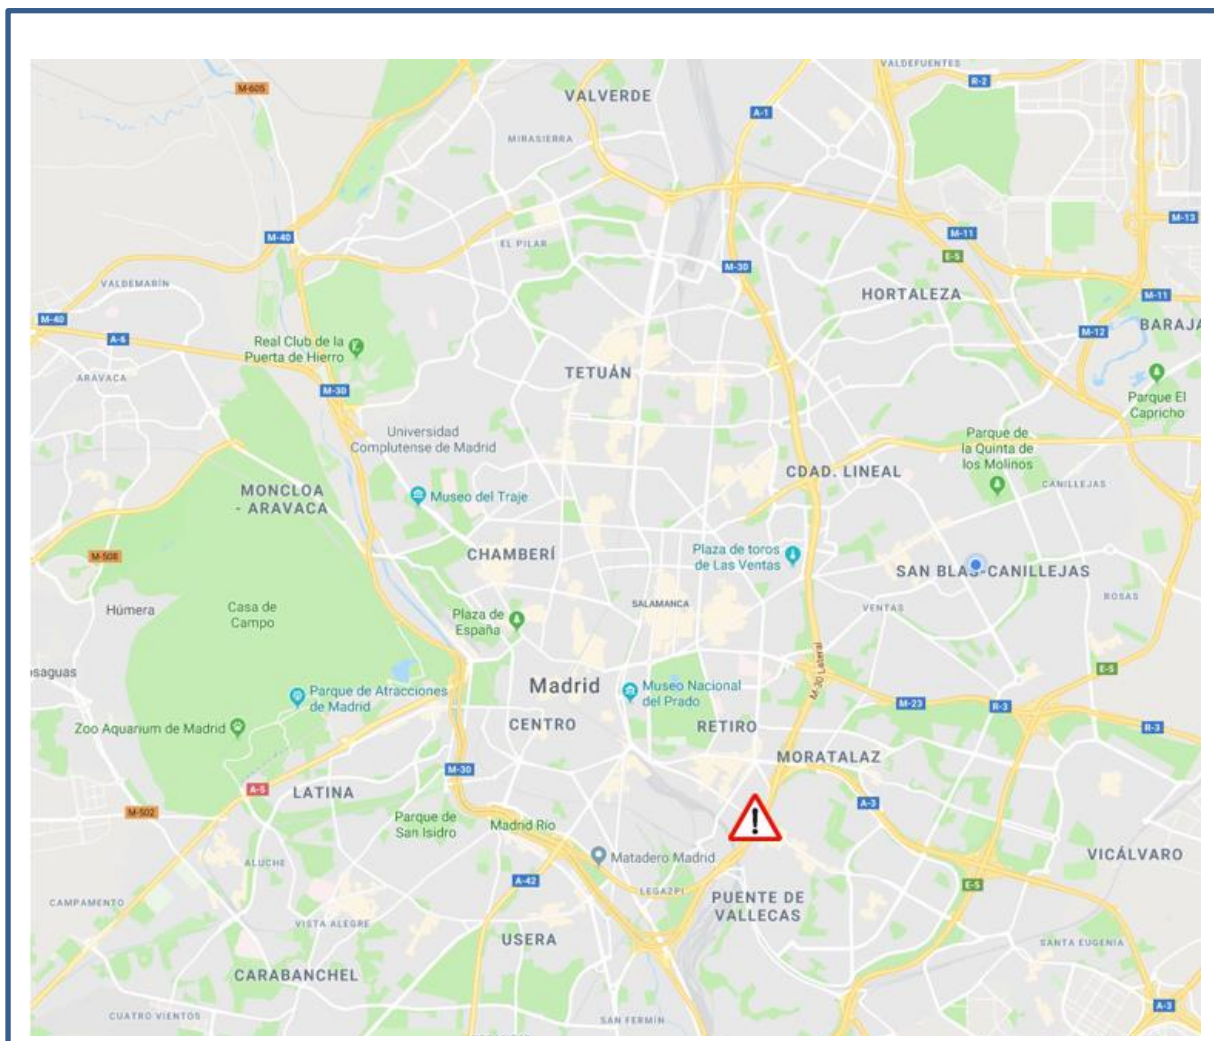 VALDEFUENTES
R-2
M-605
VALVERDE
A-1
MIRASIERRA
M-13
M-11
M-40
EL PILAR
E-5
M-30
VALDEMARÍN
HORTALEZA
M-11
M-40
BARAJA
M-12
A-6
Real Club de la
Puerta de Hierro
TETUÁN
ARAVACA
M-30
Parque El
Capricho
Universidad
Complutense de Madrid
Parque de
la Quinta de
los Molinos
CDAD. LINEAL
CANILLEJAS
MONCLOA
- ARAVACA
Museo del Traje
CHAMBERÍ
Plaza de toros
de Las Ventas
M-508
SAN BLAS-CANILLEJAS
ROSAS
Húmera
Casa de
Campo
SALAMANCA
VENTAS
Plaza de
España
M-30 Lateral
osaguas
E-5
Parque de Atracciones
de Madrid
Madrid
Museo Nacional
del Prado
M-23
R-3
Zoo Aquarium de Madrid
CENTRO
RETIRO
R-3
MORATALAZ
M-30
A-5
LATINA
A-3
M-502
Parque de
San Isidro
Madrid Río
!
Matadero Madrid
VICÁLVARO
ALUCHE
A-42
LEGAZPI
E-5
CAMPAMENTO
PUENTE DE
VALLECAS
VISTA ALEGRE
USERA
SANTA EUGENIA
CARABANCHEL
A-3
CUATRO VIENTOS
SAN FERMÍN